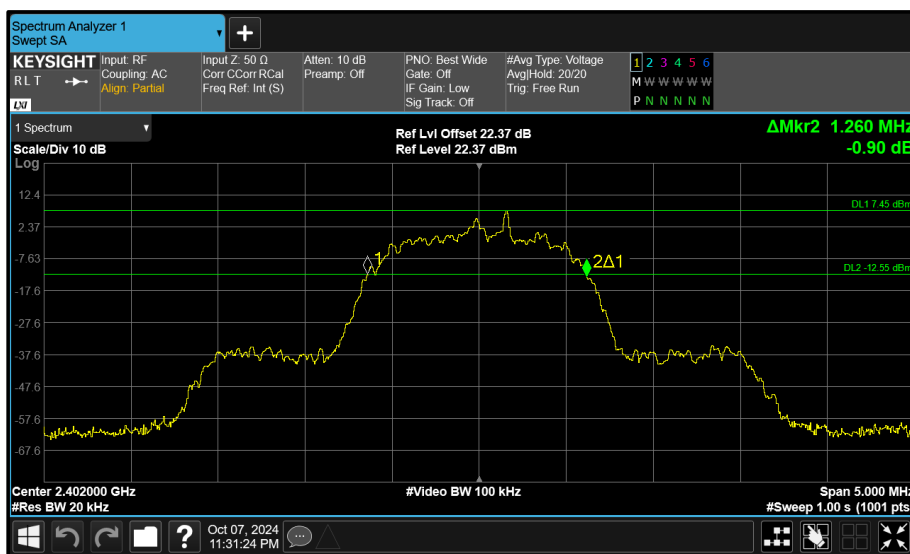 Spectrum Analyzer 1
Swept SA
+
KEYSIGHT
RLT
LXI
Input: RF
Coupling: AC
Align: Partial
Input Z: 50 Ω
Corr CCorr RCal
Freq Ref: Int (S)
Atten: 10 dB
Preamp: Off
PNO: Best Wide
Gate: Off
IF Gain: Low
Sig Track: Off
#Avg Type: Voltage
Avg|Hold: 20/20
Trig: Free Run
1 2 3 4 5 6
M W W W W W
P N N N N N
1 Spectrum
Scale/Div 10 dB
Log
Ref Lvl Offset 22.37 dB
Ref Level 22.37 dBm
ΔMkr2 1.260 MHz
-0.90 dB
12.4
DL1 7.45 dBm
2.37
-7.63
1
2Δ1
DL2 -12.55 dBm
-17.6
-27.6
-37.6
-47.6
-57.6
-67.6
Center 2.402000 GHz
#Res BW 20 kHz
#Video BW 100 kHz
Span 5.000 MHz
#Sweep 1.00 s (1001 pts
?
Oct 07, 2024
11:31:24 PM